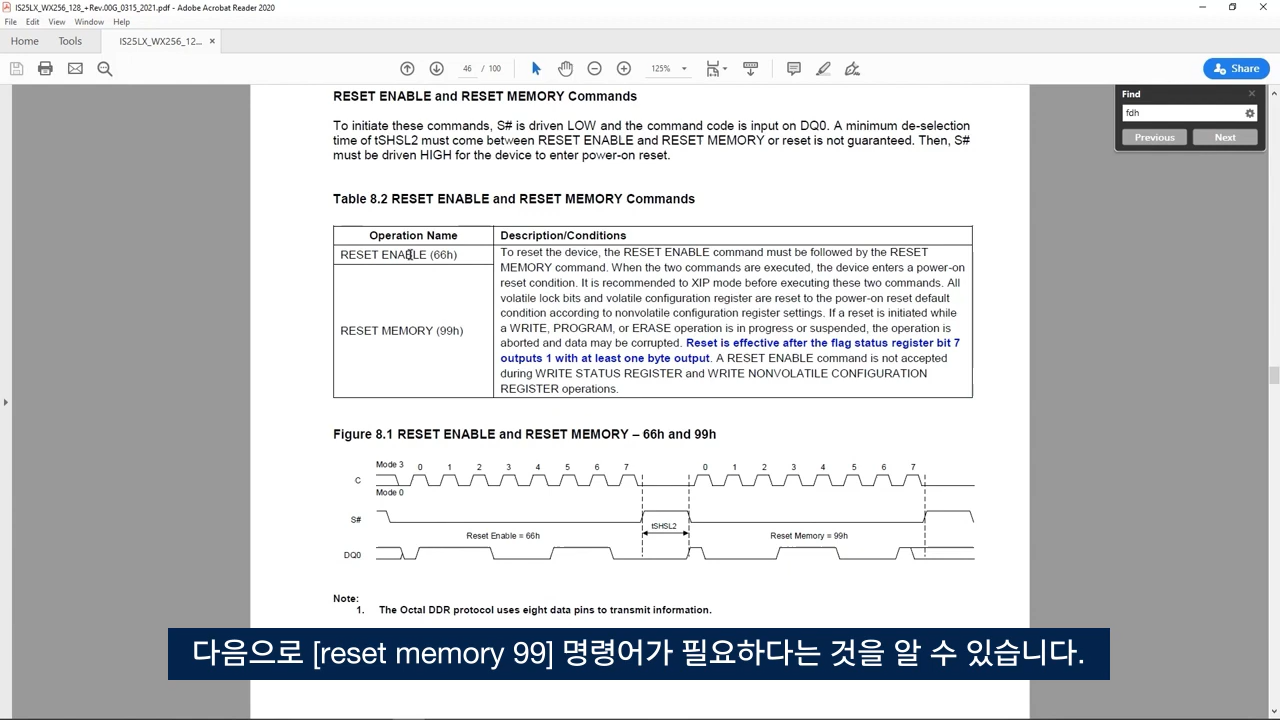 IS25LX_WX256_128_+Rev.00G_0315_2021.pdf - Adobe Acrobat Reader 2020
File Edit View Window Help
Home Tools IS25LX_WX256_12... ×
46 / 100 125% Share
Find
fdh
Previous Next
RESET ENABLE and RESET MEMORY Commands
To initiate these commands, S# is driven LOW and the command code is input on DQ0. A minimum de-selection
time of tSHSL2 must come between RESET ENABLE and RESET MEMORY or reset is not guaranteed. Then, S#
must be driven HIGH for the device to enter power-on reset.
Table 8.2 RESET ENABLE and RESET MEMORY Commands
Operation Name Description/Conditions
RESET ENABLE (66h)
RESET MEMORY (99h)
To reset the device, the RESET ENABLE command must be followed by the RESET
MEMORY command. When the two commands are executed, the device enters a power-on
reset condition. It is recommended to XIP mode before executing these two commands. All
volatile lock bits and volatile configuration register are reset to the power-on reset default
condition according to nonvolatile configuration register settings. If a reset is initiated while
a WRITE, PROGRAM, or ERASE operation is in progress or suspended, the operation is
aborted and data may be corrupted. Reset is effective after the flag status register bit 7
outputs 1 with at least one byte output. A RESET ENABLE command is not accepted
during WRITE STATUS REGISTER and WRITE NONVOLATILE CONFIGURATION
REGISTER operations.
Figure 8.1 RESET ENABLE and RESET MEMORY – 66h and 99h
Mode 3 0 1 2 3 4 5 6 7 0 1 2 3 4 5 6 7
C
Mode 0
S#
tSHSL2
Reset Enable = 66h Reset Memory = 99h
DQ0
Note:
1. The Octal DDR protocol uses eight data pins to transmit information.
다음으로 [reset memory 99] 명령어가 필요하다는 것을 알 수 있습니다.